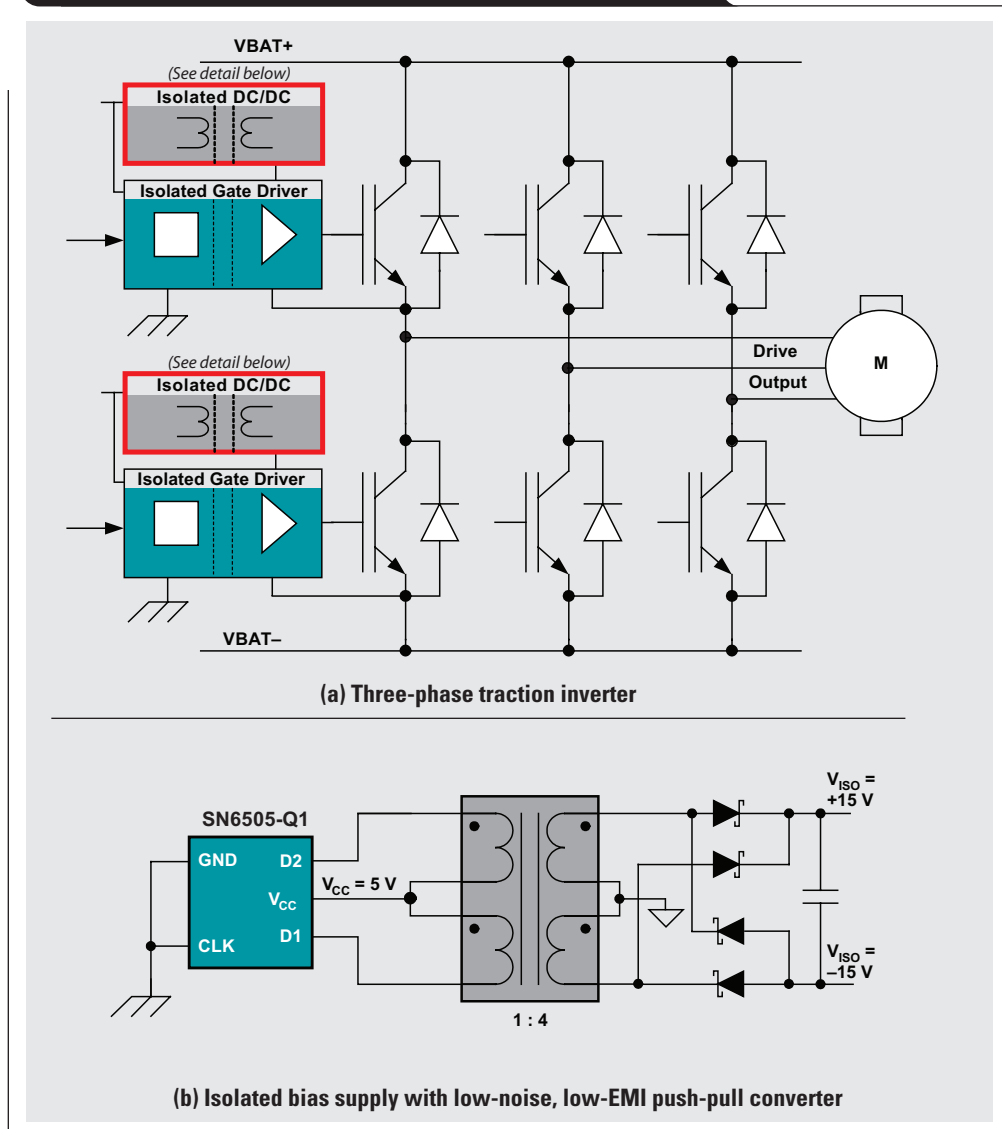 VBAT+
(See detail below)
Isolated DC/DC
Isolated Gate Driver
(See detail below)
Isolated DC/DC
Isolated Gate Driver
Drive
Output
M
VBAT–
(a) Three-phase traction inverter
SN6505-Q1
GND
D2
VCC
CLK
D1
VCC = 5 V
1 : 4
VISO =
+15 V
VISO =
–15 V
(b) Isolated bias supply with low-noise, low-EMI push-pull converter